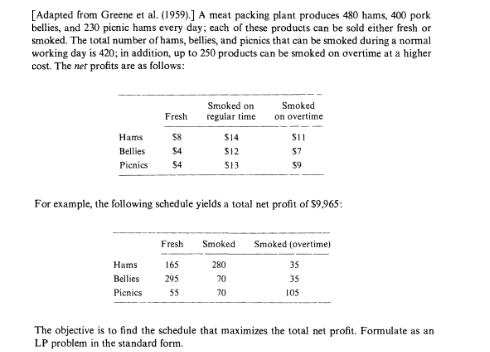 [Adapted from Greene et al. (1959).] A meat packing plant produces 480 hams, 400 pork
bellies, and 230 picnic hams every day; each of these products can be sold either fresh or
smoked. The total number of hams, bellies, and picnics that can be smoked during a normal
working day is 420; in addition, up to 250 products can be smoked on overtime at a higher
cost. The net profits are as follows:
Smoked on Smoked
Fresh regular time on overtime
Hams $8 $14 $11
Bellies $4 $12 $7
Picnics $4 $13 $9
For example, the following schedule yields a total net profit of $9,965:
Fresh Smoked Smoked (overtime)
Hams 165 280 35
Bellies 295 70 35
Picnics 55 70 105
The objective is to find the schedule that maximizes the total net profit. Formulate as an
LP problem in the standard form.